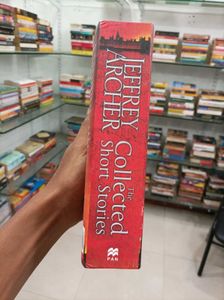 JEFFREY
ARCHER
The
Collected
Short Stories
PAN